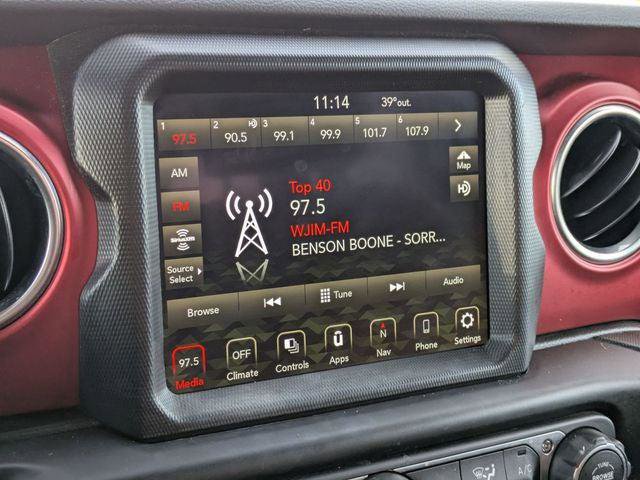 11:14 39°out.
1 2 3 4 5 6
97.5 90.5 99.1 99.9 101.7 107.9
AM
FM
SiriusXM
Source
Select
Top 40
97.5
WJIM-FM
BENSON BOONE - SORR...
Map
Browse Tune Audio
97.5 OFF N
Media Climate Controls Apps Nav Phone Settings
A/C
TUNE
BROWSE